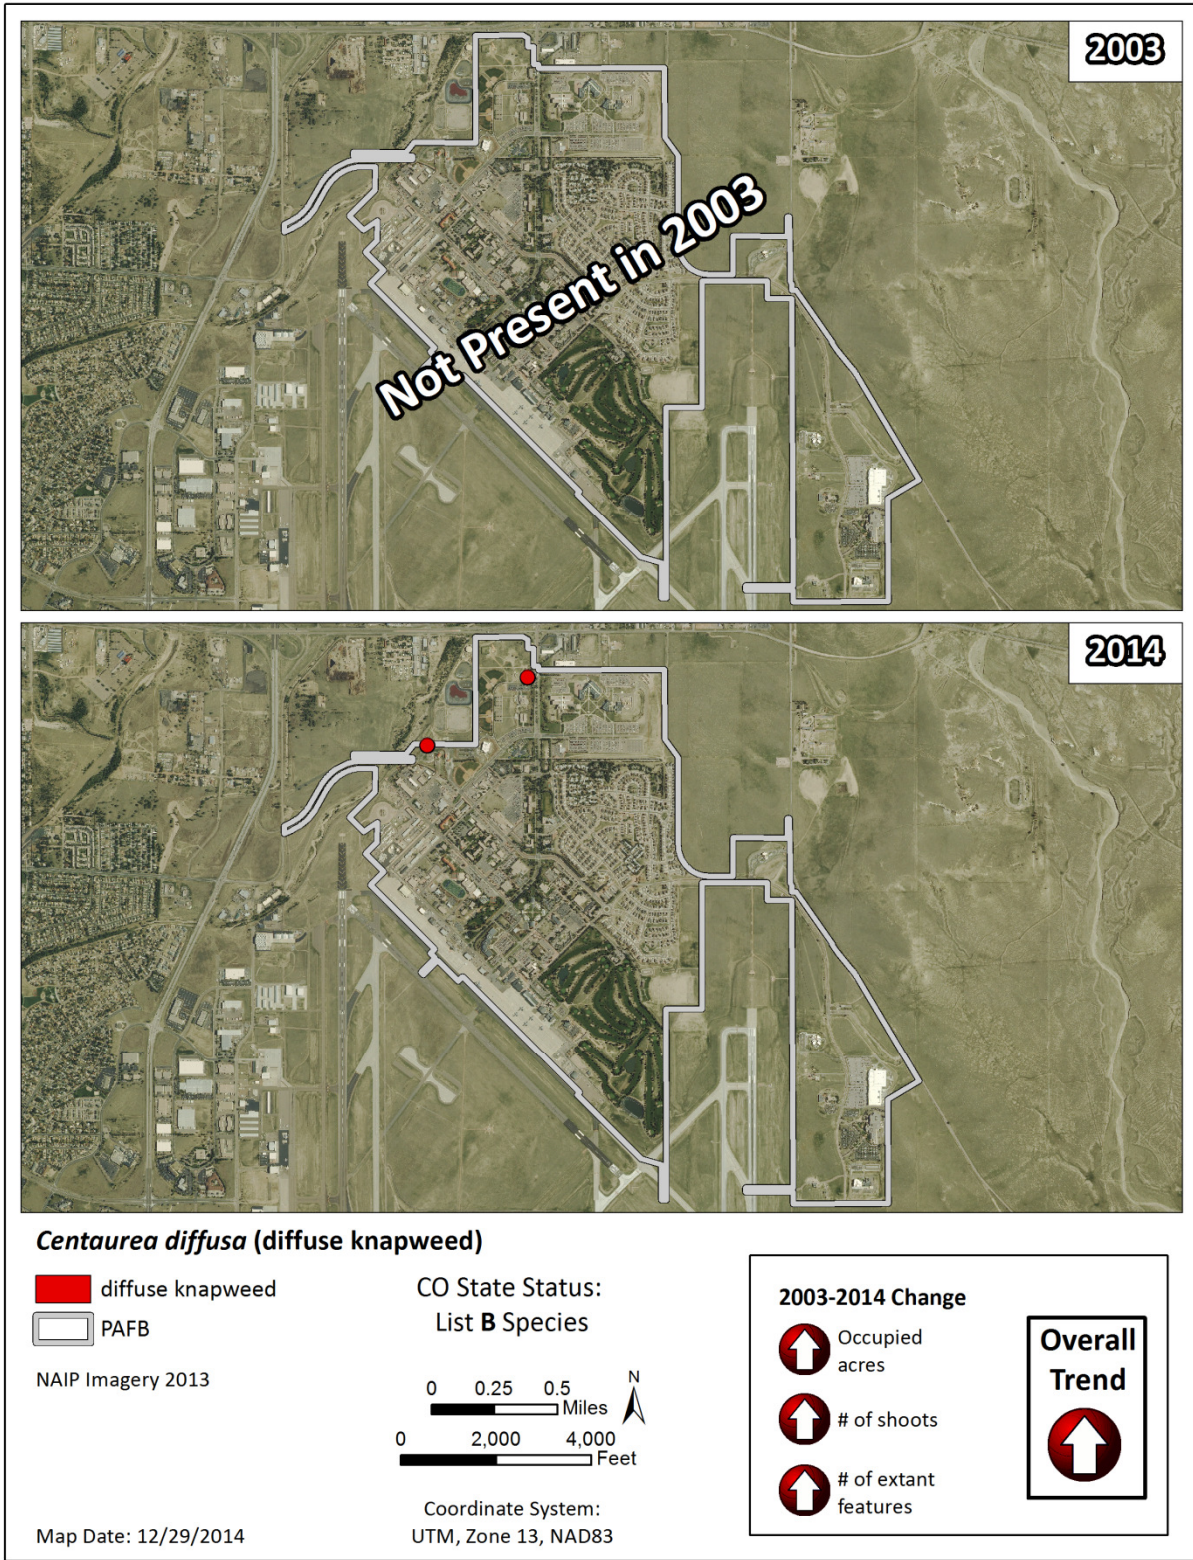 2003
Not Present in 2003
2014
Centaurea diffusa (diffuse knapweed)
diffuse knapweed
PAFB
NAIP Imagery 2013
Map Date: 12/29/2014
CO State Status:
List B Species
0 0.25 0.5
Miles
N
0 2,000 4,000
Feet
Coordinate System:
UTM, Zone 13, NAD83
2003-2014 Change
Occupied
acres
# of shoots
# of extant
features
Overall
Trend